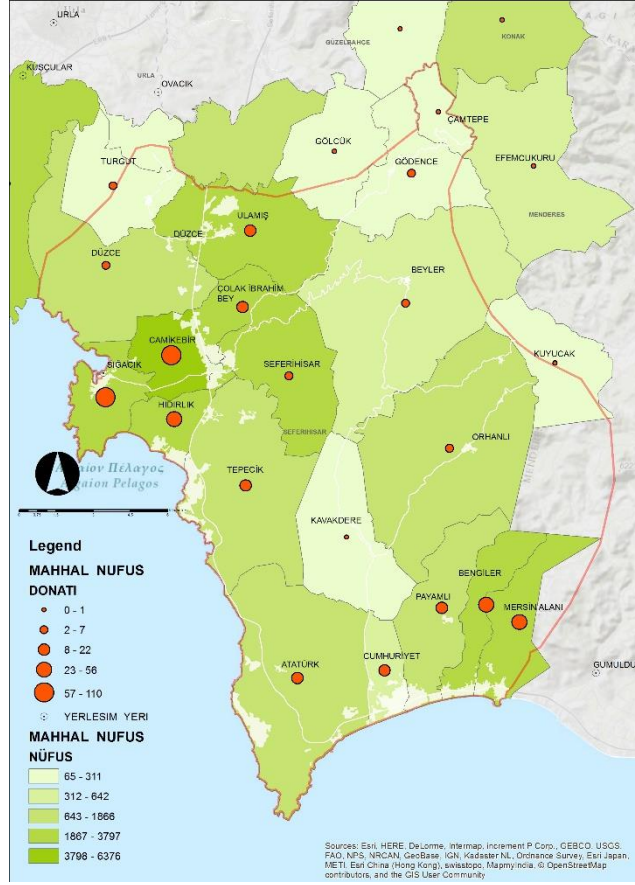 URLA
Urla
KUŞÇULAR
URLA
OVACIK
GÜZELBAHÇE
KONAK
ÇAMTEPE
GÖLCÜK
GÖDENCE
EFEMCUKURU
TURGUT
MENDERES
ULAMIŞ
DÜZCE
DÜZCE
BEYLER
ÇOLAK İBRAHİM
BEY
CAMİKEBİR
KUYUCAK
SIĞACIK
SEFERİHİSAR
HIDIRLIK
SEFERİHİSAR
ORHANLI
TEPECİK
Αιγαίον Πέλαγος
Aigaion Pelagos
KAVAKDERE
BENGİLER
PAYAMLI
MERSİN ALANI
CUMHURİYET
ATATÜRK
GUMULDU
Legend
MAHHAL NUFUS
DONATI
0 - 1
2 - 7
8 - 22
23 - 56
57 - 110
YERLESIM YERI
MAHHAL NUFUS
NÜFUS
65 - 311
312 - 642
643 - 1866
1867 - 3797
3798 - 6376
Sources: Esri, HERE, DeLorme, Intermap, increment P Corp., GEBCO, USGS,
FAO, NPS, NRCAN, GeoBase, IGN, Kadaster NL, Ordnance Survey, Esri Japan,
METI, Esri China (Hong Kong), swisstopo, MapmyIndia, © OpenStreetMap
contributors, and the GIS User Community